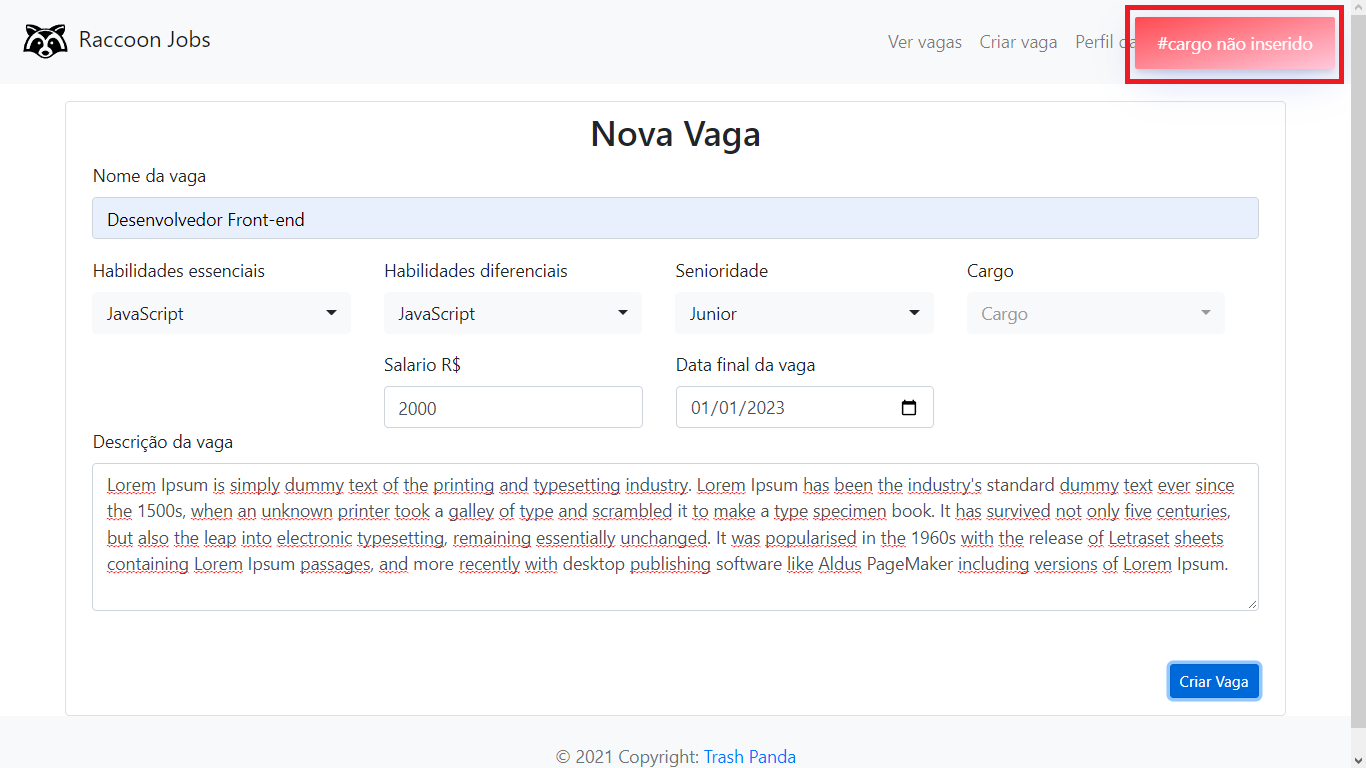 Raccoon Jobs
Ver vagas
Criar vaga
Perfil da
#cargo não inserido
Nova Vaga
Nome da vaga
Desenvolvedor Front-end
Habilidades essenciais
Habilidades diferenciais
Senioridade
Cargo
JavaScript
JavaScript
Junior
Cargo
Salario R$
Data final da vaga
2000
01/01/2023
Descrição da vaga
Lorem Ipsum is simply dummy text of the printing and typesetting industry. Lorem Ipsum has been the industry's standard dummy text ever since
the 1500s, when an unknown printer took a galley of type and scrambled it to make a type specimen book. It has survived not only five centuries,
but also the leap into electronic typesetting, remaining essentially unchanged. It was popularised in the 1960s with the release of Letraset sheets
containing Lorem Ipsum passages, and more recently with desktop publishing software like Aldus PageMaker including versions of Lorem Ipsum.
Criar Vaga
© 2021 Copyright: Trash Panda